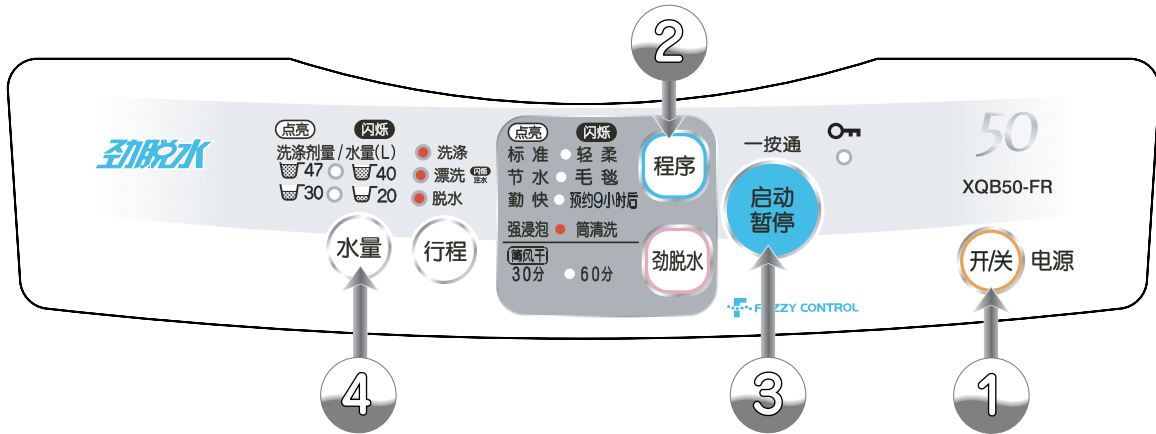 2
劲脱水
点亮 闪烁
洗涤剂量/水量(L)
47 40
30 20
水量
洗涤
漂洗 闪烁注水
脱水
行程
点亮 闪烁
标准 轻柔
节水 毛毯
勤快 预约9小时后
强浸泡 筒清洗
筒风干
30分 60分
程序
劲脱水
一按通
启动
暂停
50
XQB50-FR
开/关 电源
FUZZY CONTROL
4
3
1